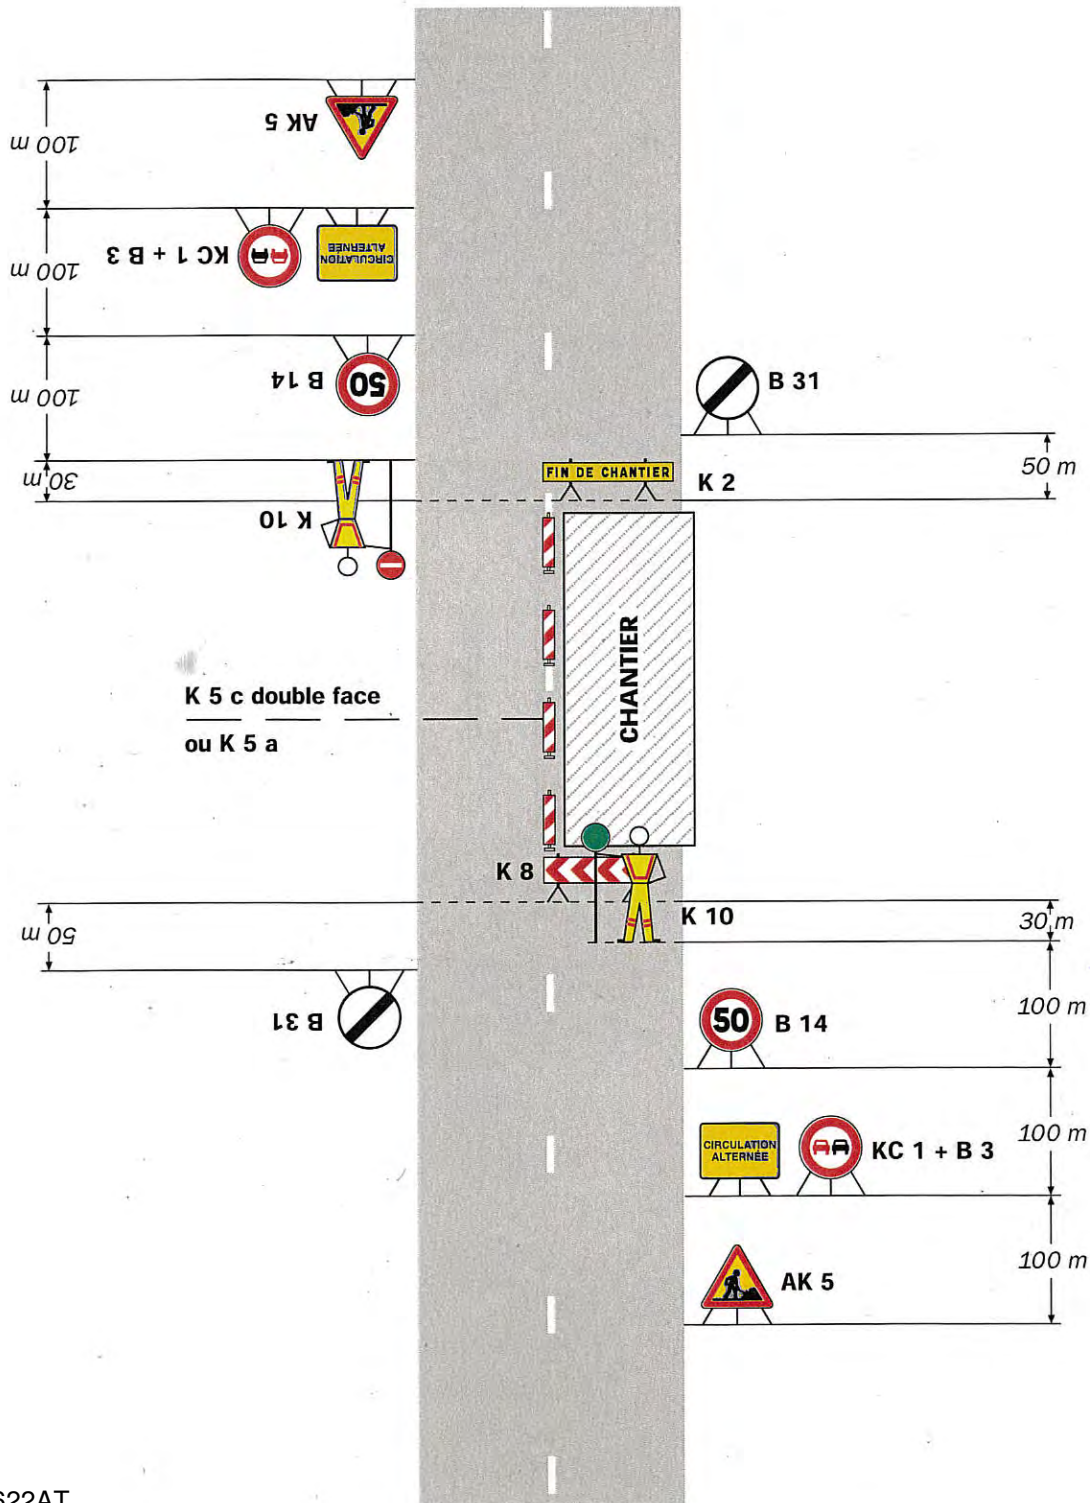 AK 5
100 m
KC 1 + B 3
CIRCULATION
ALTERNÉE
100 m
B 14
50
100 m
B 31
30 m
FIN DE CHANTIER
K 2
50 m
K 10
K 5 c double face
ou K 5 a
CHANTIER
K 8
K 10
30 m
50 m
B 31
50
B 14
100 m
CIRCULATION
ALTERNÉE
KC 1 + B 3
100 m
AK 5
100 m
622AT